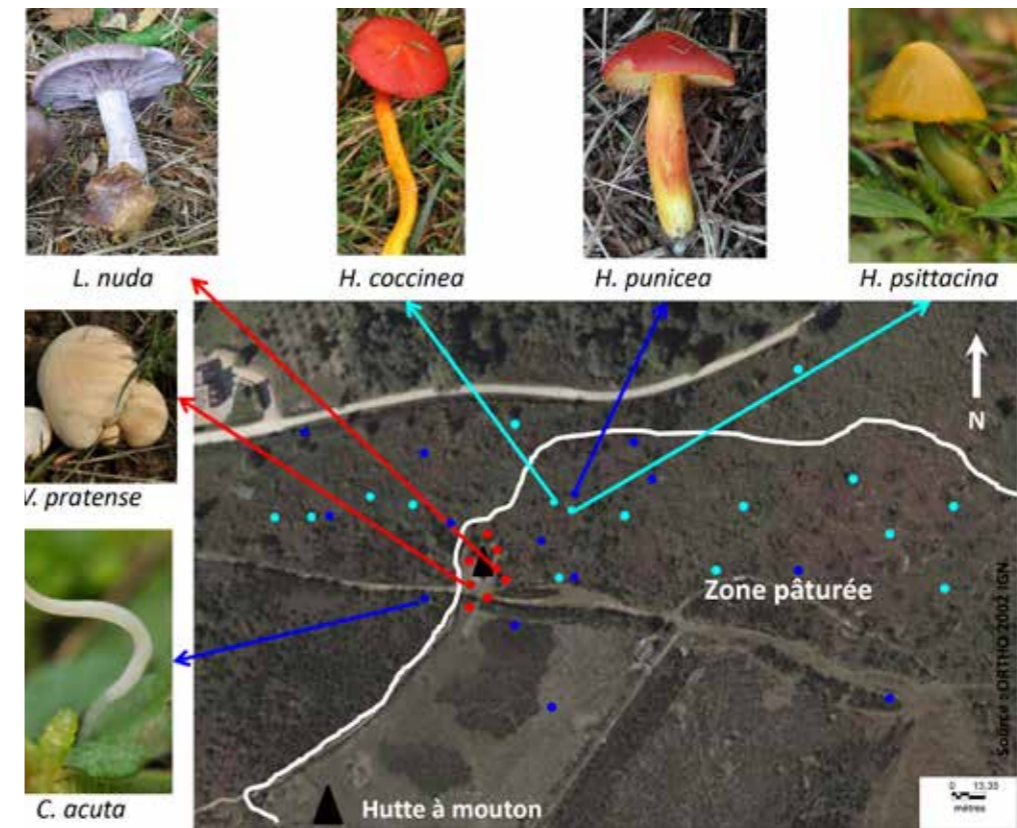 L. nuda
H. coccinea
H. punicea
H. psittacina
V. pratense
N
Zone pâturée
C. acuta
Hutte à mouton
Source : ORTHO 2002 IGN
0 13,35
mètres